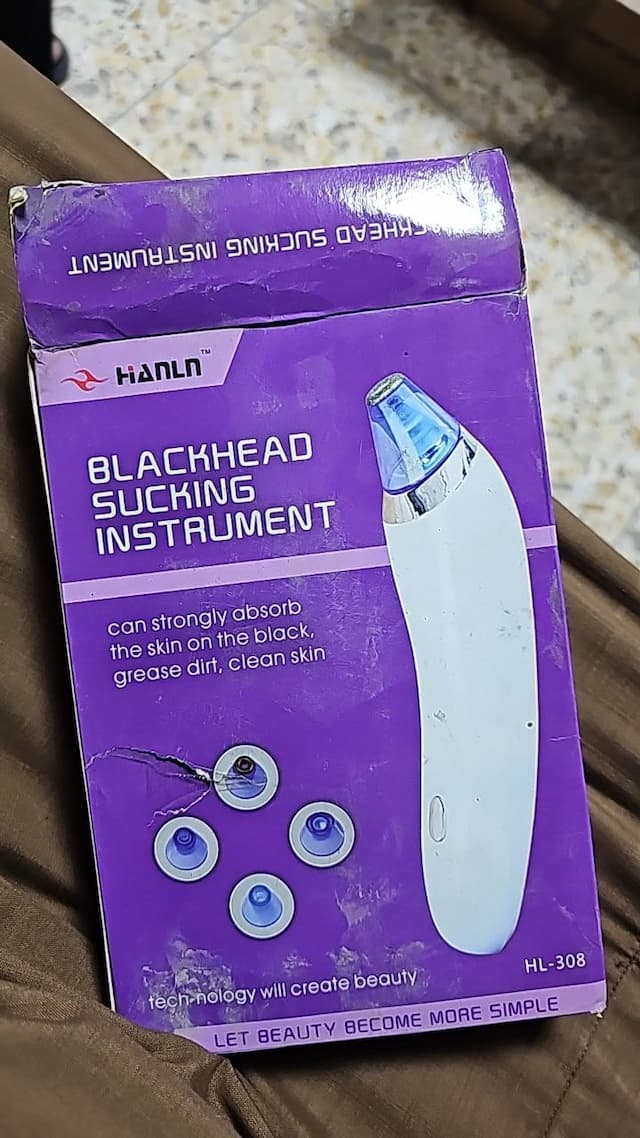 BLACKHEAD SUCKING INSTRUMENT
HANLN™
BLACKHEAD
SUCKING
INSTRUMENT
can strongly absorb
the skin on the black,
grease dirt, clean skin
tech-nology will create beauty
HL-308
LET BEAUTY BECOME MORE SIMPLE